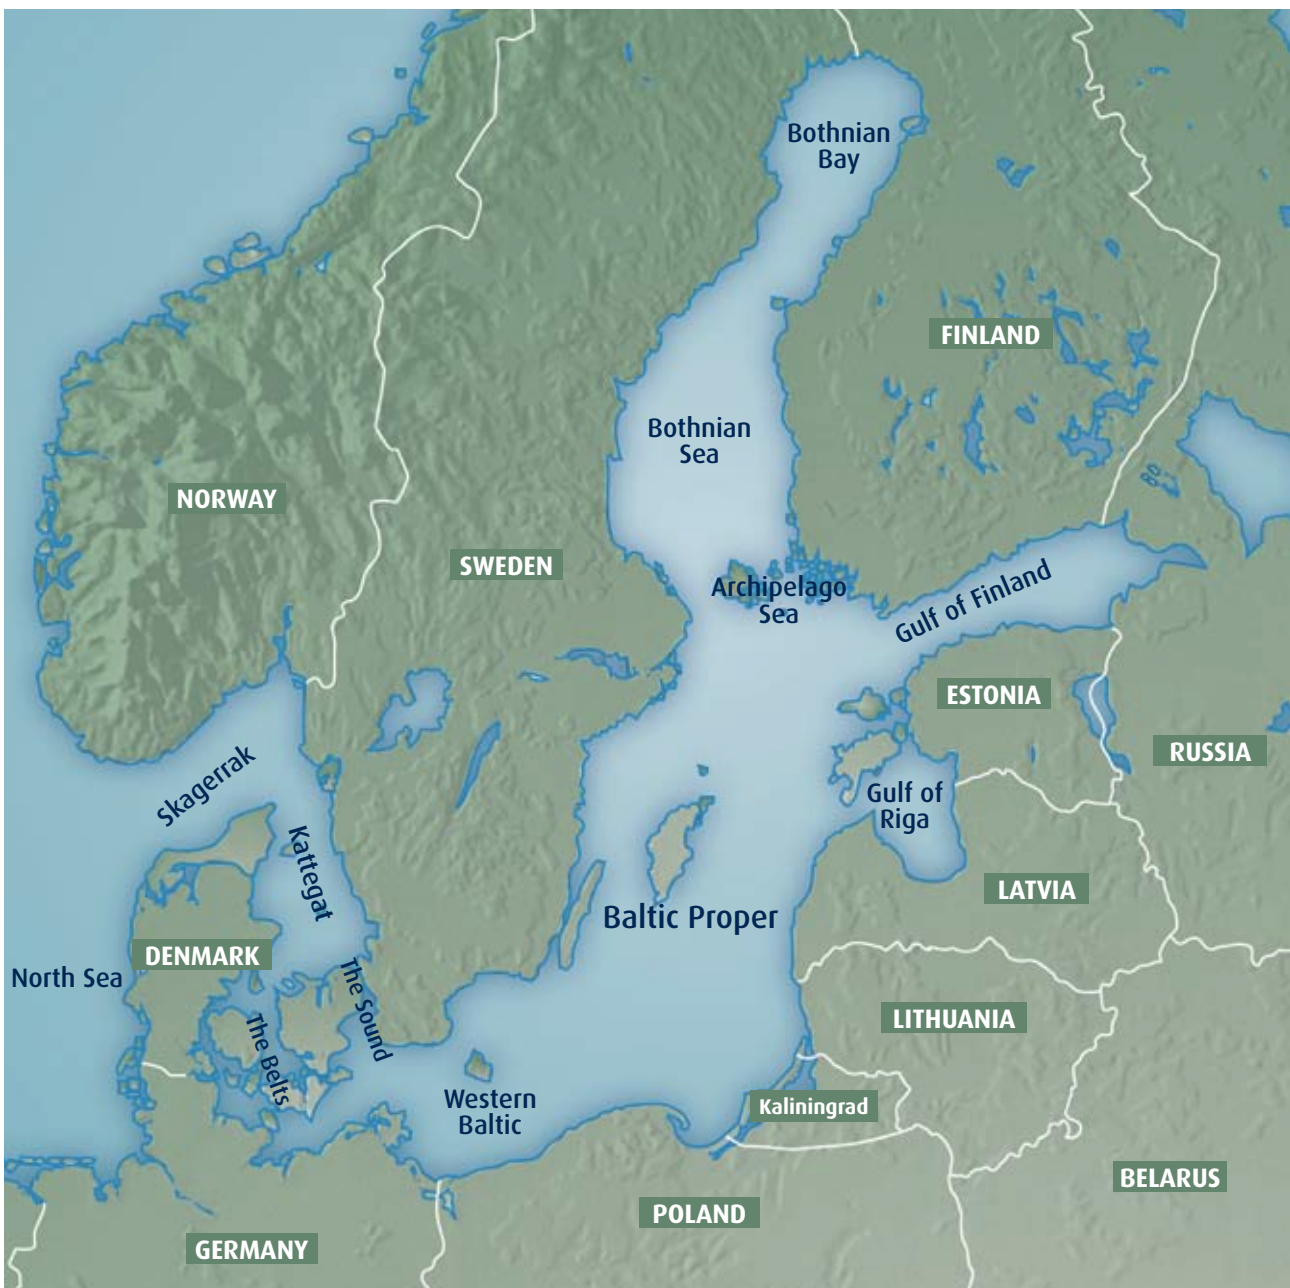 Bothnian
Bay
FINLAND
Bothnian
Sea
NORWAY
SWEDEN
Archipelago
Sea
Gulf of Finland
ESTONIA
RUSSIA
Skagerrak
Gulf of
Riga
Kattegat
LATVIA
Baltic Proper
DENMARK
North Sea
The Sound
LITHUANIA
The Belts
Western
Baltic
Kaliningrad
BELARUS
POLAND
GERMANY